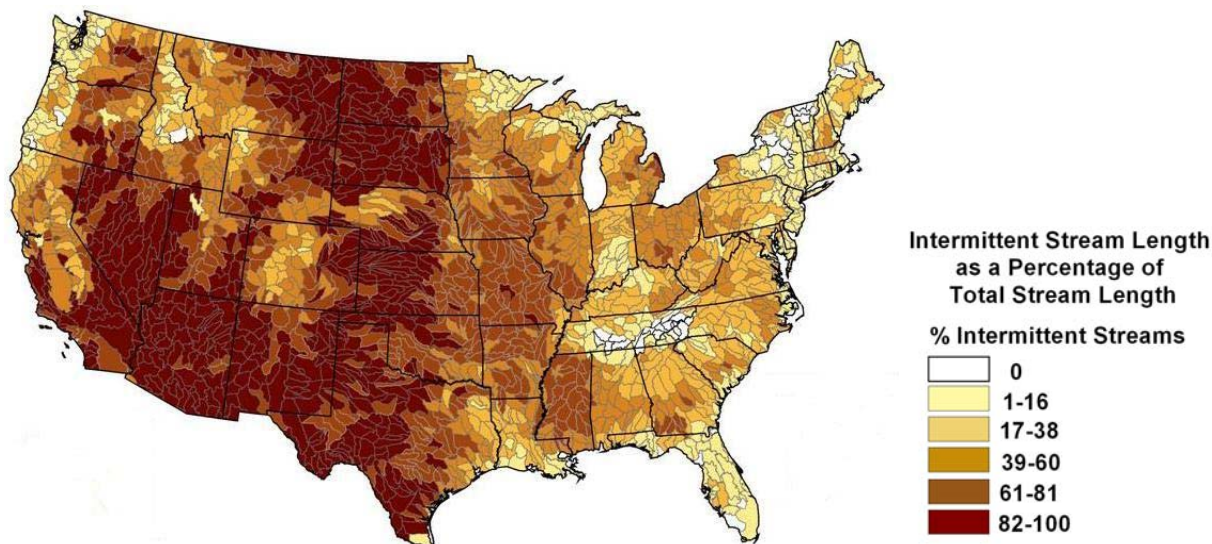 Intermittent Stream Length
as a Percentage of
Total Stream Length
% Intermittent Streams
0
1-16
17-38
39-60
61-81
82-100